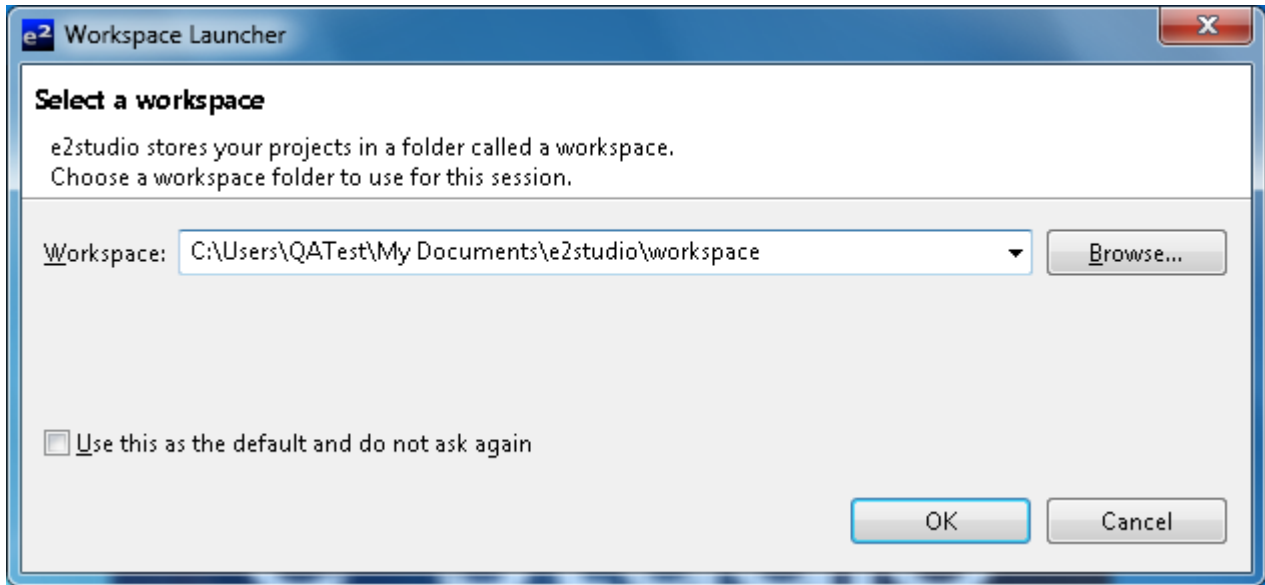 e² Workspace Launcher
Select a workspace
e2studio stores your projects in a folder called a workspace.
Choose a workspace folder to use for this session.
Workspace: C:\Users\QATest\My Documents\e2studio\workspace Browse...
Use this as the default and do not ask again
OK Cancel